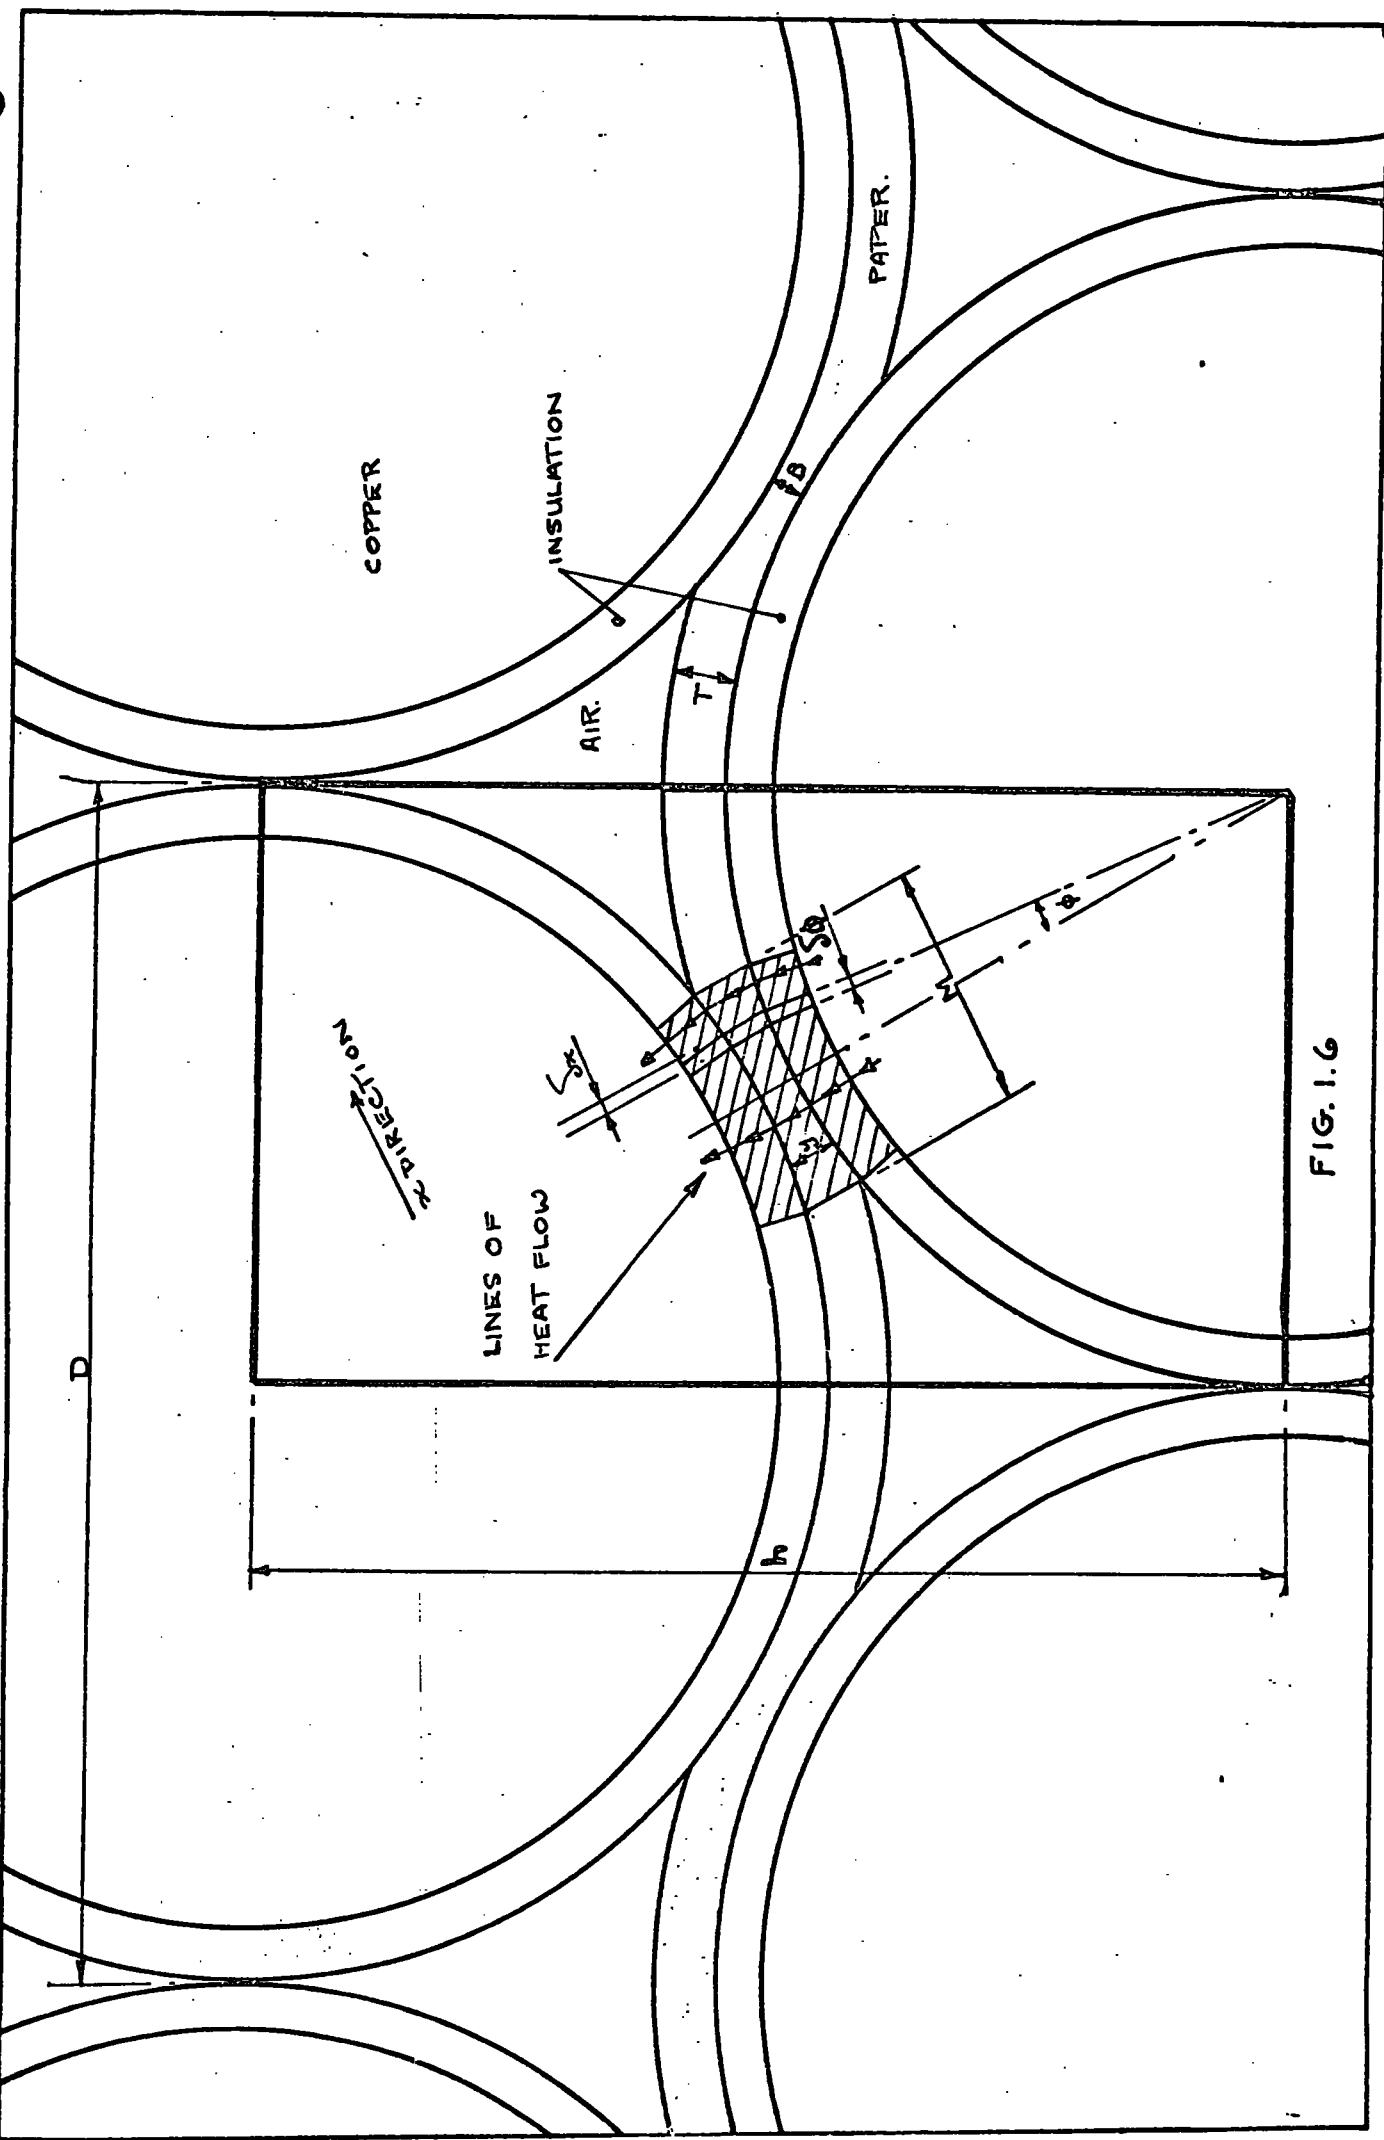 D
COPPER
INSULATION
PAPER.
AIR.
T
B
δx
x DIRECTION
LINES OF
HEAT FLOW
y
δθ
W
φ
h
FIG. 1.6